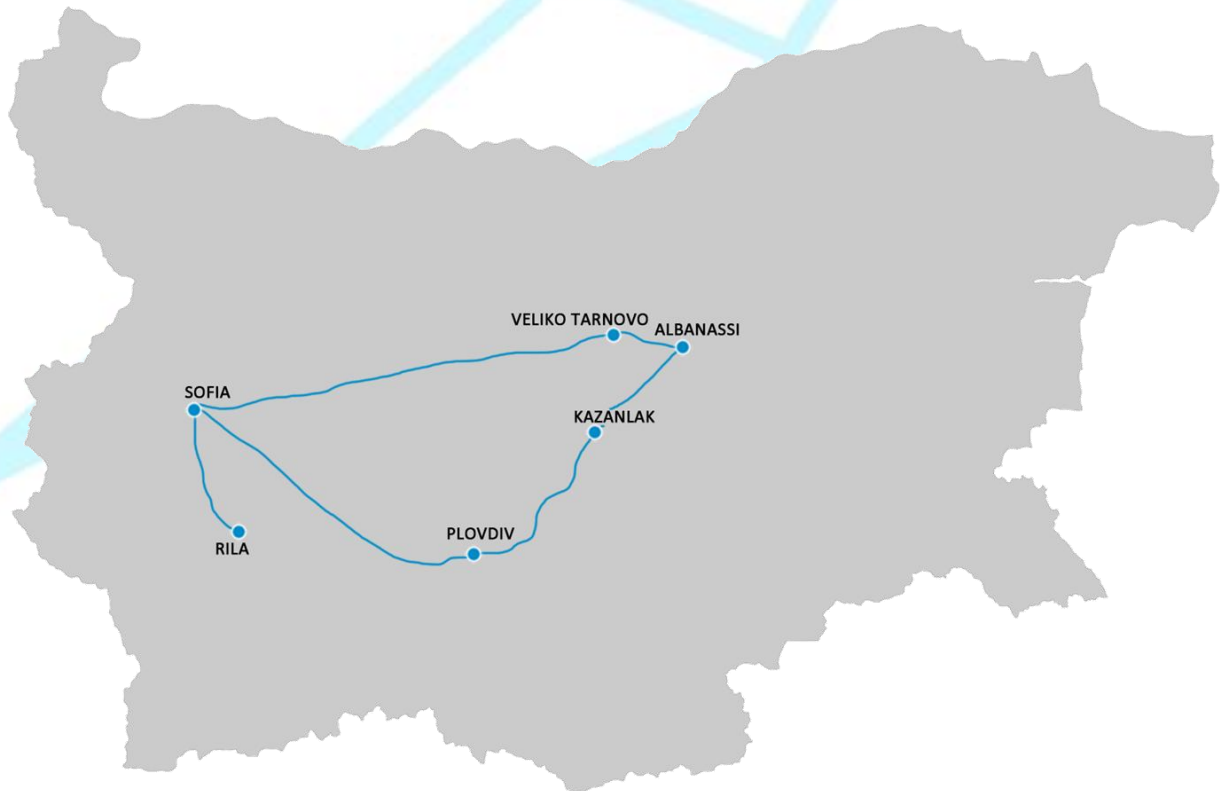 VELIKO TARNOVO
ALBANASSI
SOFIA
KAZANLAK
PLOVDIV
RILA